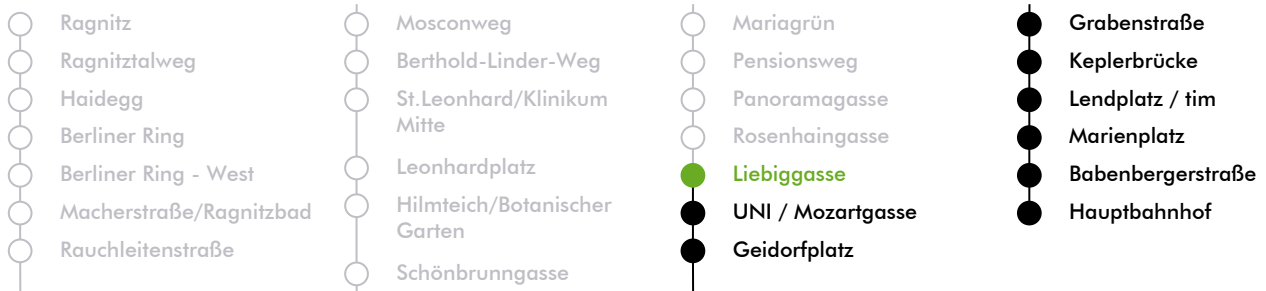 Ragnitz
Ragnitztalweg
Haidegg
Berliner Ring
Berliner Ring - West
Macherstraße/Ragnitzbad
Rauchleitenstraße
Mosconweg
Berthold-Linder-Weg
St.Leonhard/Klinikum
Mitte
Leonhardplatz
Hilmteich/Botanischer
Garten
Schönbrunngasse
Mariagrün
Pensionsweg
Panoramagasse
Rosenhaingasse
Liebiggasse
UNI / Mozartgasse
Geidorfplatz
Grabenstraße
Keplerbrücke
Lendplatz / tim
Marienplatz
Babenbergerstraße
Hauptbahnhof